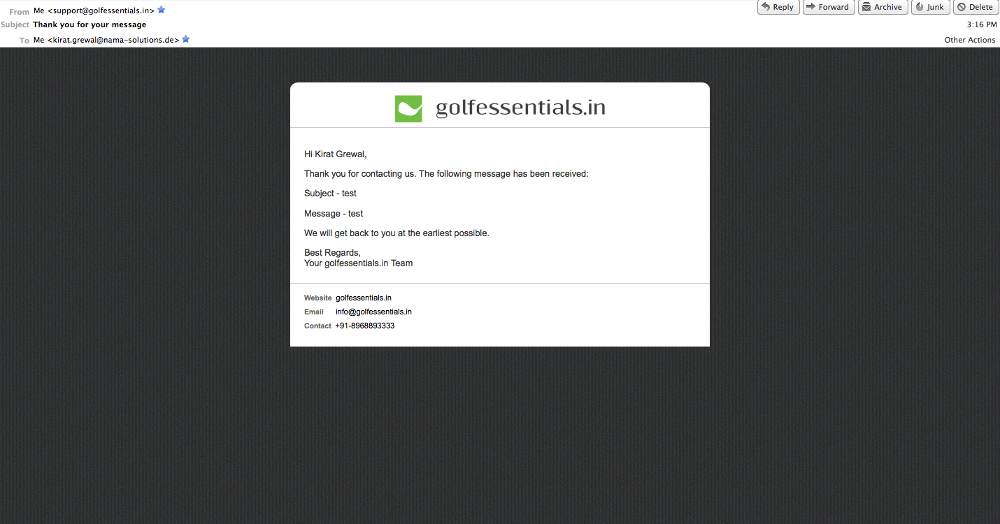 From Me <support@golfessentials.in>
Reply Forward Archive Junk Delete
Subject Thank you for your message
3:16 PM
To Me <kirat.grewal@nama-solutions.de>
Other Actions
golfessentials.in
Hi Kirat Grewal,
Thank you for contacting us. The following message has been received:
Subject - test
Message - test
We will get back to you at the earliest possible.
Best Regards,
Your golfessentials.in Team
Website golfessentials.in
Email info@golfessentials.in
Contact +91-8968893333